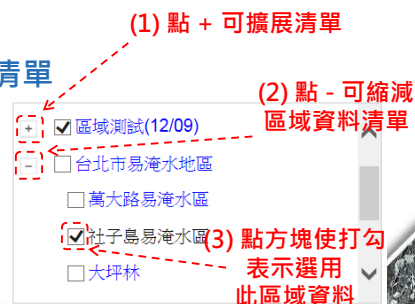 (1) 點 + 可擴展清單
清單
(2) 點 - 可縮減
區域資料清單
+ 區域測試(12/09)
- 台北市易淹水地區
萬大路易淹水區
社子島易淹水區
(3) 點方塊使打勾
表示選用
此區域資料
大坪林